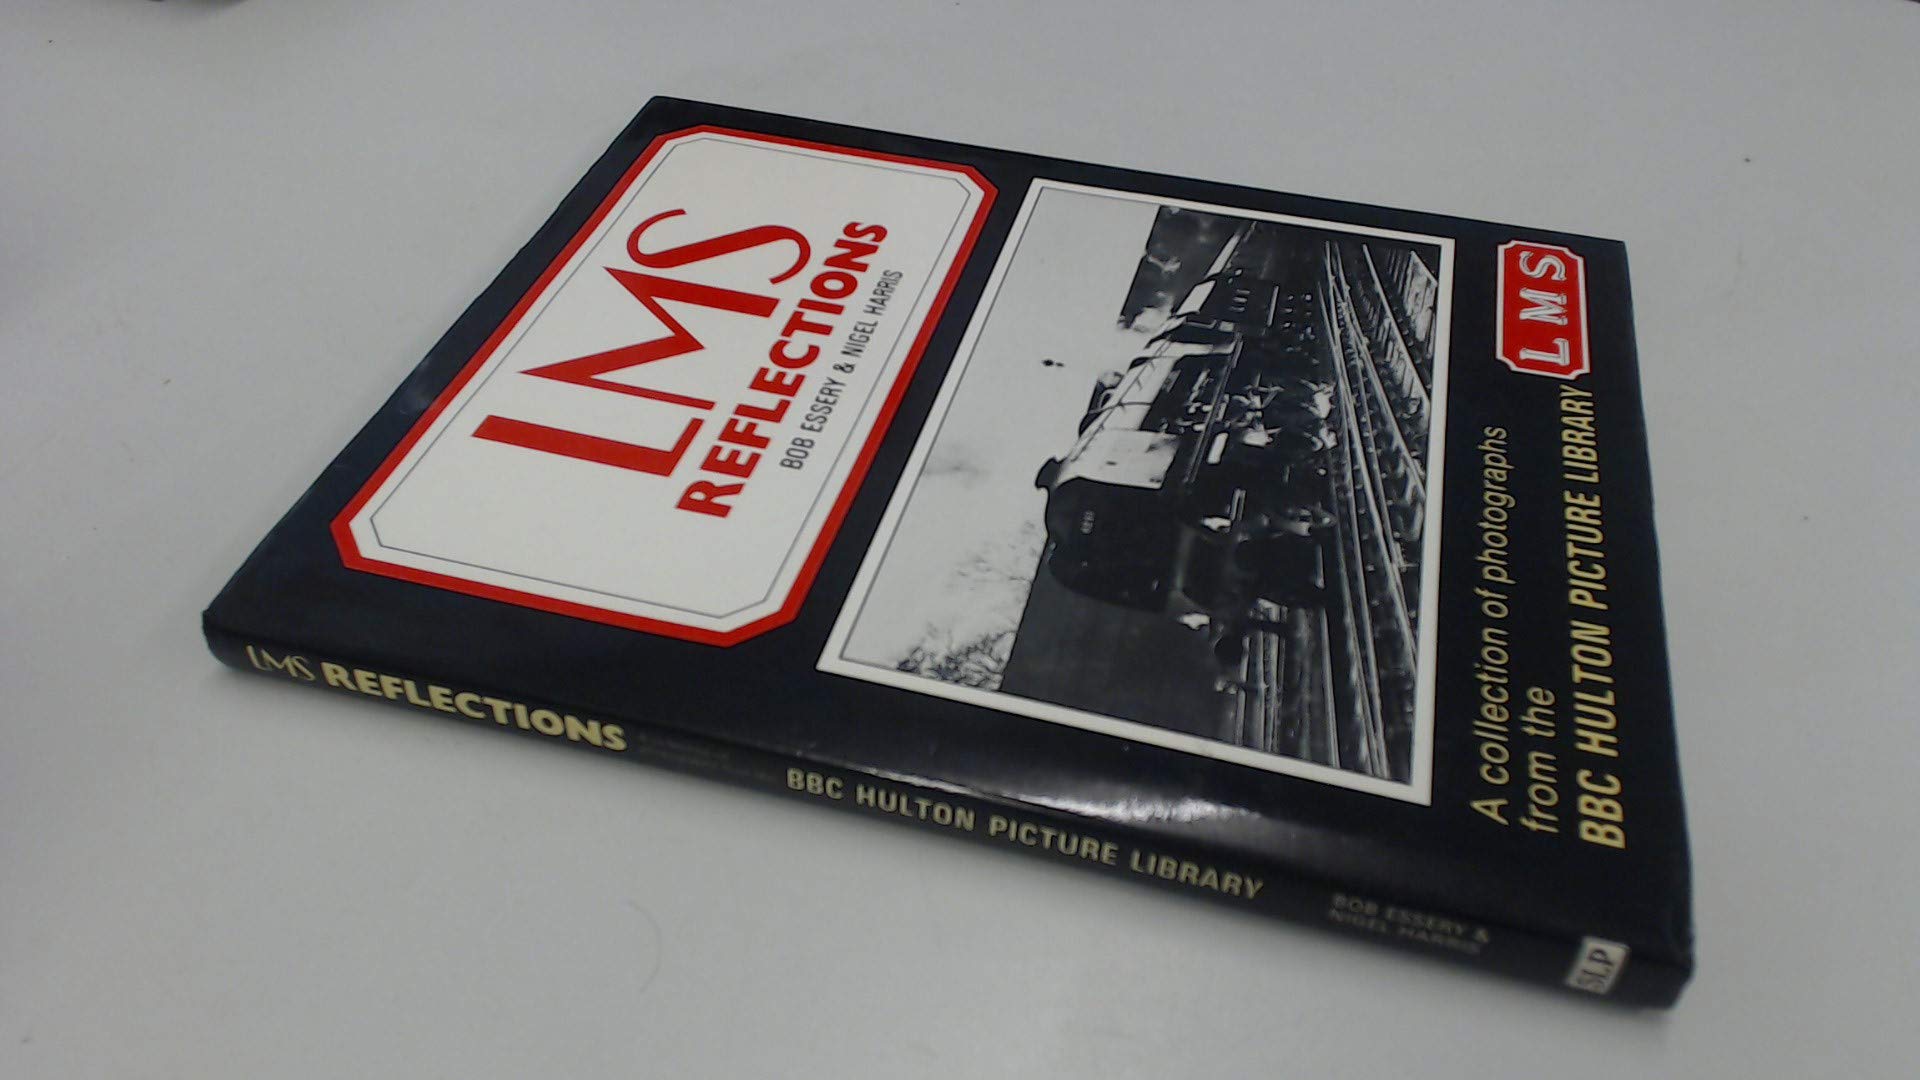 LMS
REFLECTIONS
BOB ESSERY & NIGEL HARRIS
LMS
A collection of photographs
from the
BBC HULTON PICTURE LIBRARY
LMS REFLECTIONS
BBC HULTON PICTURE LIBRARY
BOB ESSERY &
NIGEL HARRIS
SLP